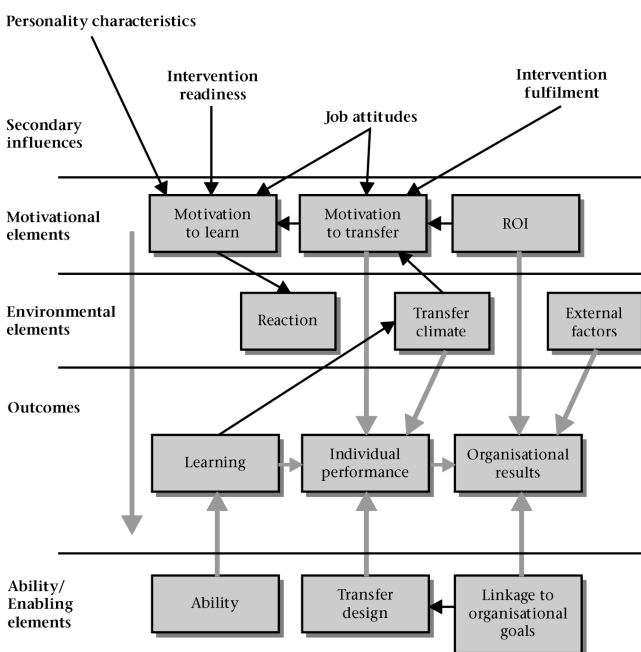 Personality characteristics
Intervention
readiness
Intervention
fulfilment
Job attitudes
Secondary
influences
Motivational
elements
Motivation
to learn
Motivation
to transfer
ROI
Environmental
elements
Reaction
Transfer
climate
External
factors
Outcomes
Learning
Individual
performance
Organisational
results
Ability/
Enabling
elements
Ability
Transfer
design
Linkage to
organisational
goals